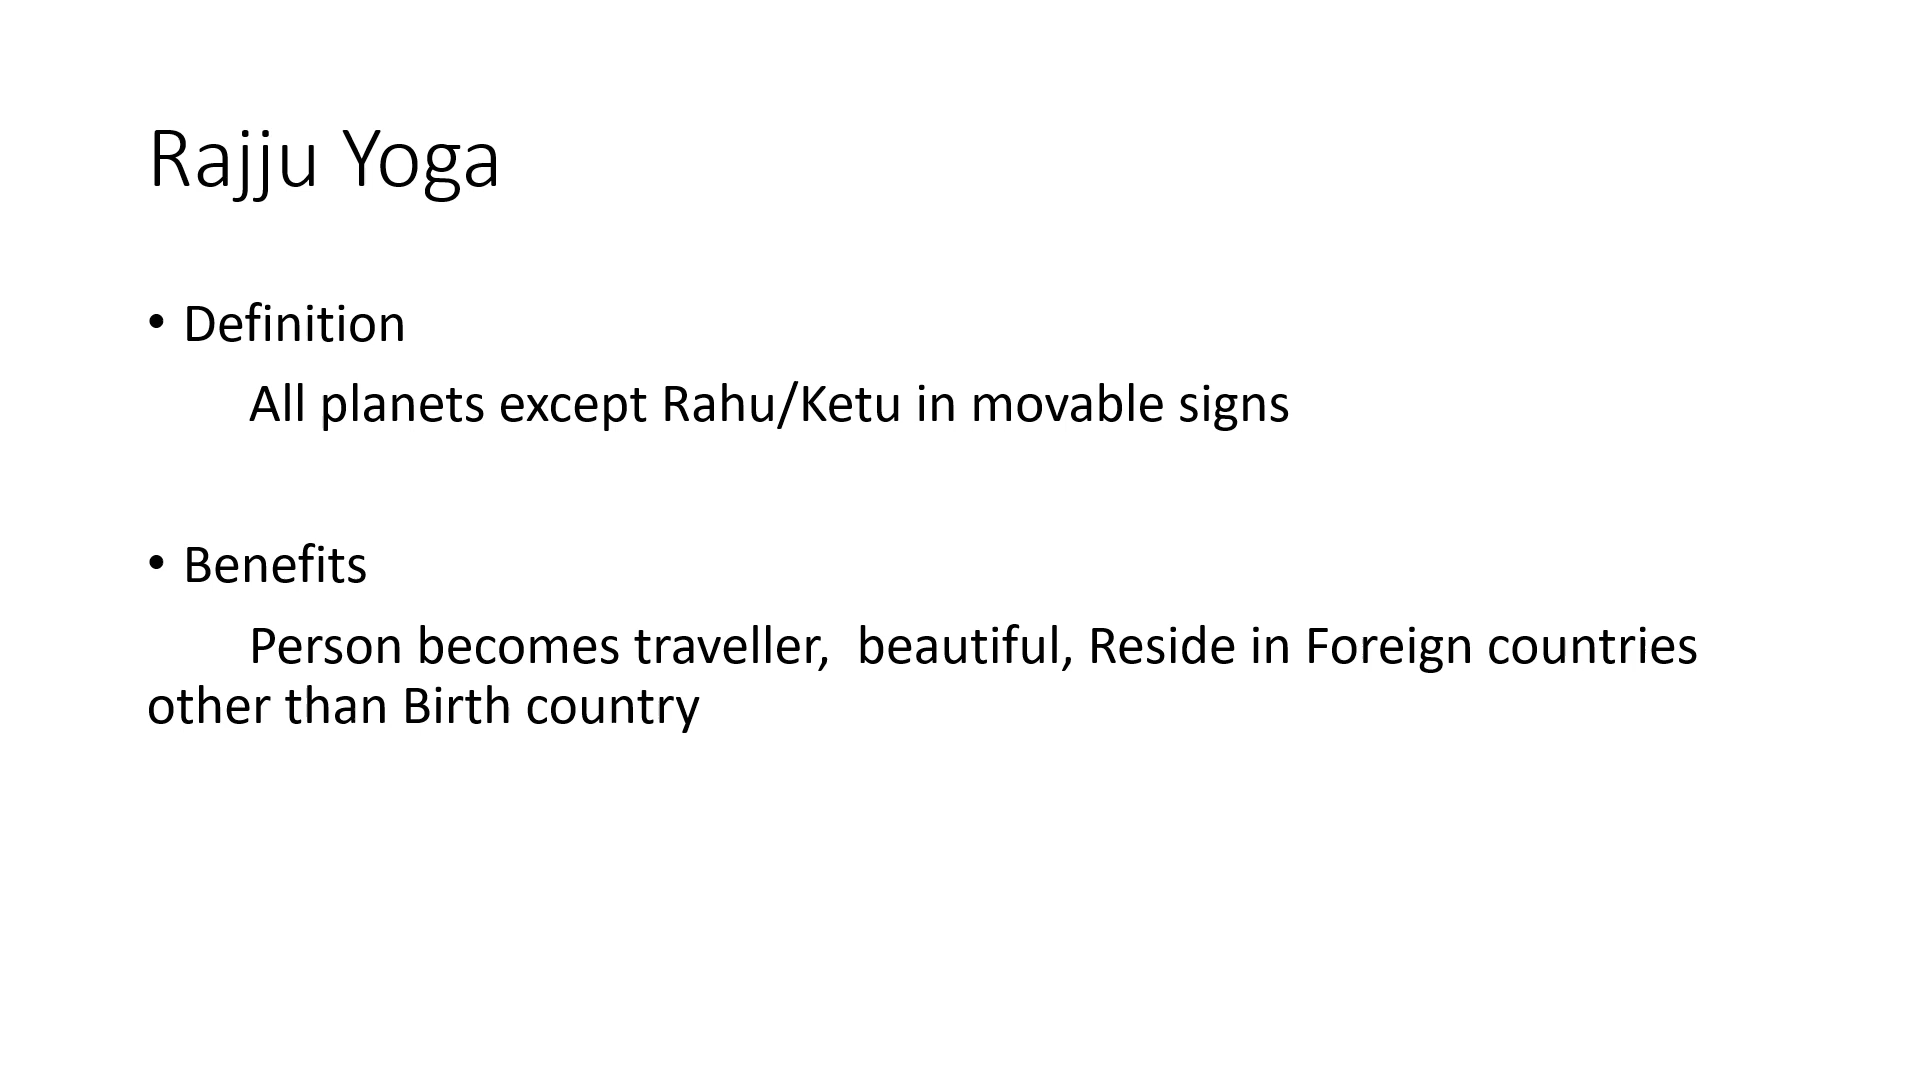 Rajju Yoga
• Definition
All planets except Rahu/Ketu in movable signs
• Benefits
Person becomes traveller,  beautiful, Reside in Foreign countries
other than Birth country